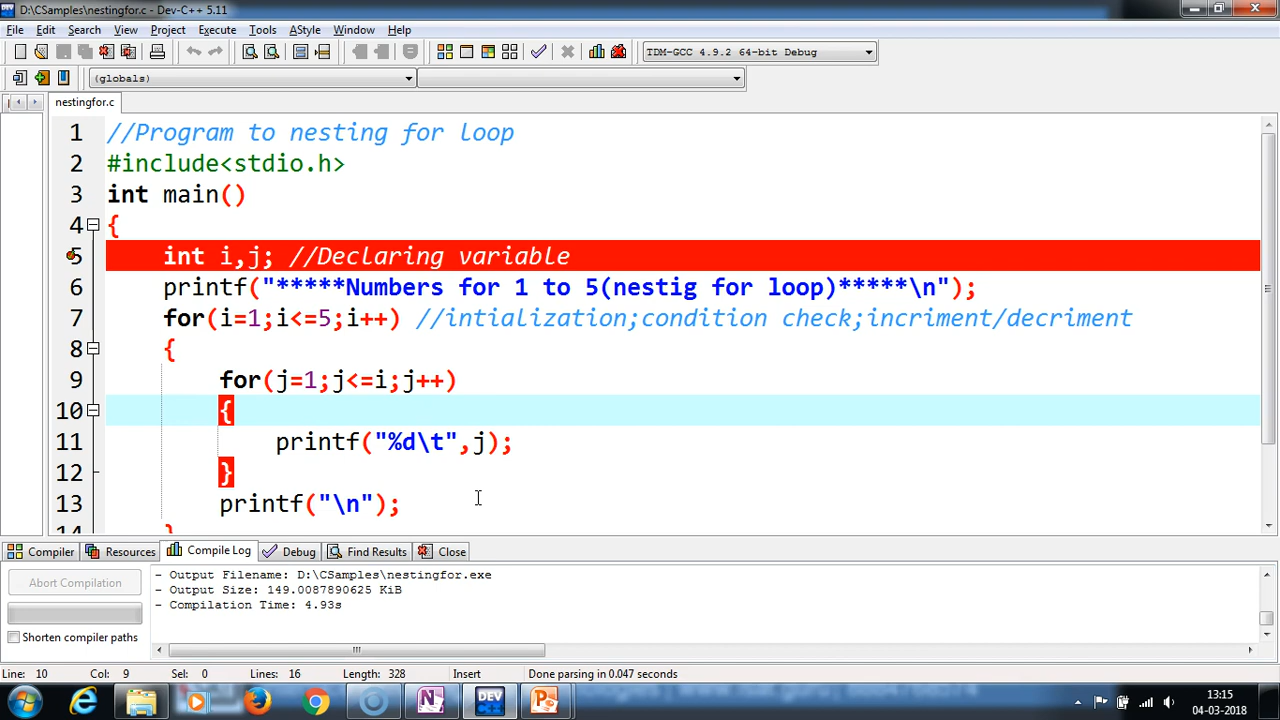 D:\CSamples\nestingfor.c - Dev-C++ 5.11
File Edit Search View Project Execute Tools AStyle Window Help
TDM-GCC 4.9.2 64-bit Debug
(globals)
nestingfor.c
1 //Program to nesting for loop
2 #include<stdio.h>
3 int main()
4 {
5 int i,j; //Declaring variable
6 printf("*****Numbers for 1 to 5(nestig for loop)*****\n");
7 for(i=1;i<=5;i++) //intialization;condition check;incriment/decriment
8 {
9 for(j=1;j<=i;j++)
10 {
11 printf("%d\t",j);
12 }
13 printf("\n");
14 }
Compiler Resources Compile Log Debug Find Results Close
Abort Compilation
Shorten compiler paths
- Output Filename: D:\CSamples\nestingfor.exe
- Output Size: 149.0087890625 KiB
- Compilation Time: 4.93s
Line: 10 Col: 9 Sel: 0 Lines: 16 Length: 328 Insert Done parsing in 0.047 seconds
DEV
13:15
04-03-2018